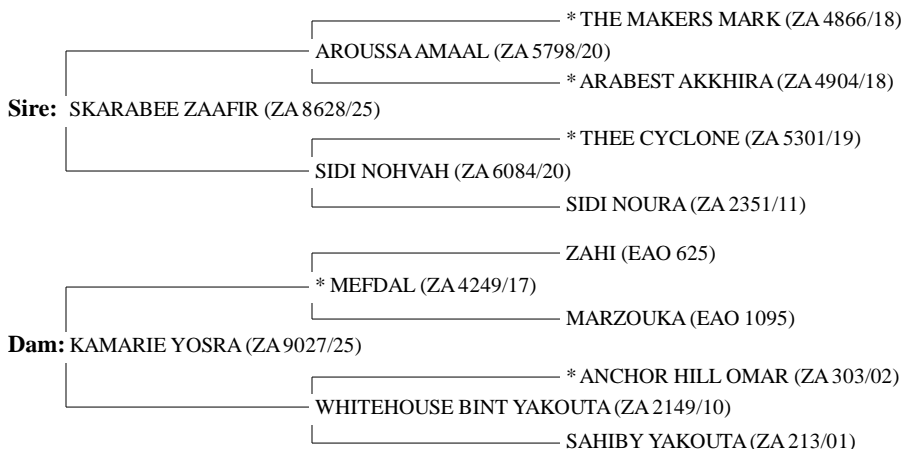 * THE MAKERS MARK (ZA 4866/18)
AROUSSA AMAAL (ZA 5798/20)
* ARABEST AKKHIRA (ZA 4904/18)
Sire: SKARABEE ZAAFIR (ZA 8628/25)
* THEE CYCLONE (ZA 5301/19)
SIDI NOHVAH (ZA 6084/20)
SIDI NOURA (ZA 2351/11)
ZAHI (EAO 625)
* MEFDAL (ZA 4249/17)
MARZOUKA (EAO 1095)
Dam: KAMARIE YOSRA (ZA 9027/25)
* ANCHOR HILL OMAR (ZA 303/02)
WHITEHOUSE BINT YAKOUTA (ZA 2149/10)
SAHIBY YAKOUTA (ZA 213/01)